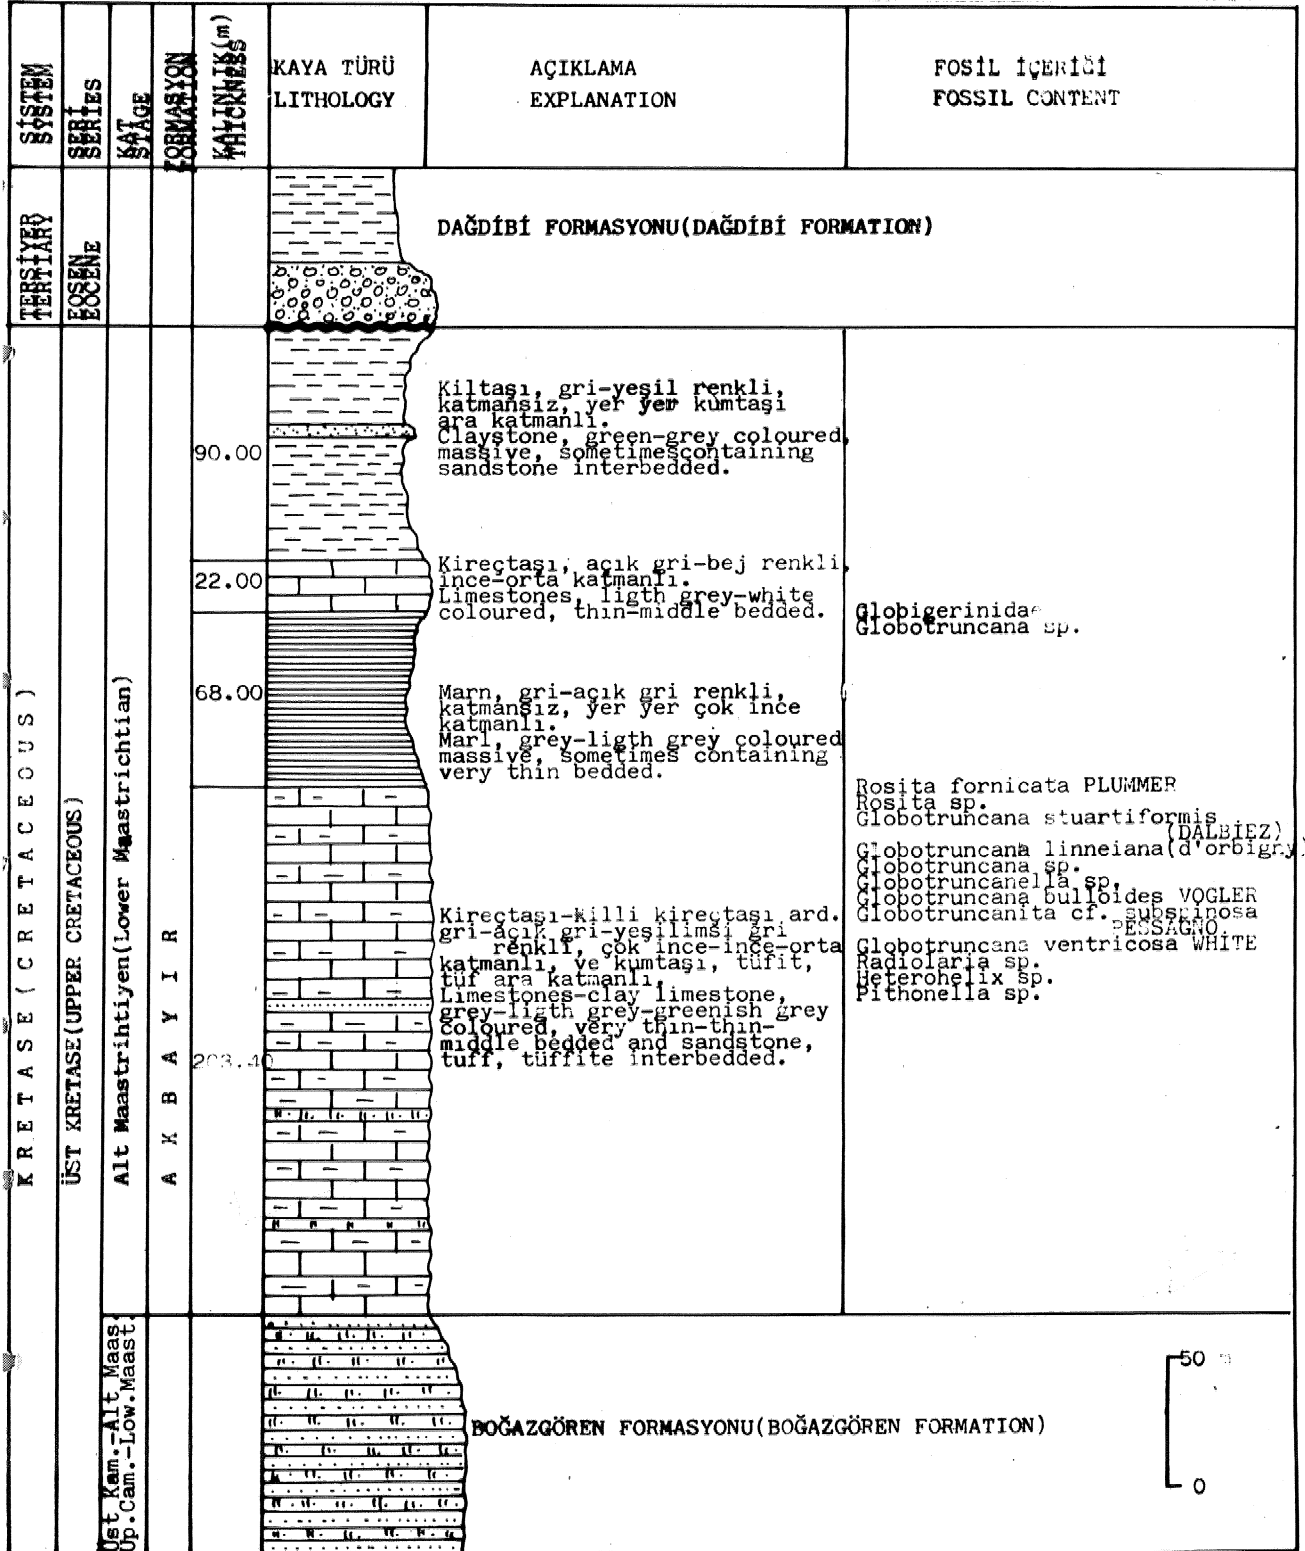 SİSTEM
SYSTEM
SERİ
SERIES
KAT
STAGE
FORMASYON
FORMATION
KALINLIK(m)
THICKNESS
KAYA TÜRÜ
LITHOLOGY
AÇIKLAMA
EXPLANATION
FOSİL İÇERİĞİ
FOSSIL CONTENT
TERSİYER
TERTIARY
EOSEN
EOCENE
DAĞDİBİ FORMASYONU(DAĞDİBİ FORMATION)
KRETASE(CRETACEOUS)
ÜST KRETASE(UPPER CRETACEOUS)
Alt Maastrihtiyen(Lower Maastrichtian)
AKBAYIR
90.00
Kiltaşı, gri-yeşil renkli,
katmansız, yer yer kumtaşi
ara katmanlı.
Claystone, green-grey coloured,
massive, sometimescontaining
sandstone interbedded.
22.00
Kireçtaşı, açık gri-bej renkli,
ince-orta katmanlı.
Limestones, ligth grey-white
coloured, thin-middle bedded.
Globigerinidae
Globotruncana sp.
68.00
Marn, gri-açık gri renkli,
katmansız, yer yer çok ince
katmanlı.
Marl, grey-ligth grey coloured
massive, sometimes containing
very thin bedded.
203.40
Kireçtaşı-Killi kireçtaşı ard.
gri-açık gri-yeşilimsi gri
renkli, çok ince-ince-orta
katmanlı, ve kumtaşı, tüfit,
tüf ara katmanlı.
Limestones-clay limestone,
grey-ligth grey-greenish grey
coloured, very thin-thin-
middle bedded and sandstone,
tuff, tüffite interbedded.
Rosita fornicata PLUMMER
Rosita sp.
Globotruncana stuartiformis
(DALBIEZ)
Globotruncana linneiana(d'orbigny)
Globotruncana sp.
Globotruncanella sp.
Globotruncana bulloides VOGLER
Globotruncanita cf. subspinosa
PESSAGNO.
Globotruncana ventricosa WHITE
Radiolaria sp.
Heterohelix sp.
Pithonella sp.
Üst Kam.-Alt Maas.
Up.Cam.-Low.Maast.
BOĞAZGÖREN FORMASYONU(BOĞAZGÖREN FORMATION)
50 m
0